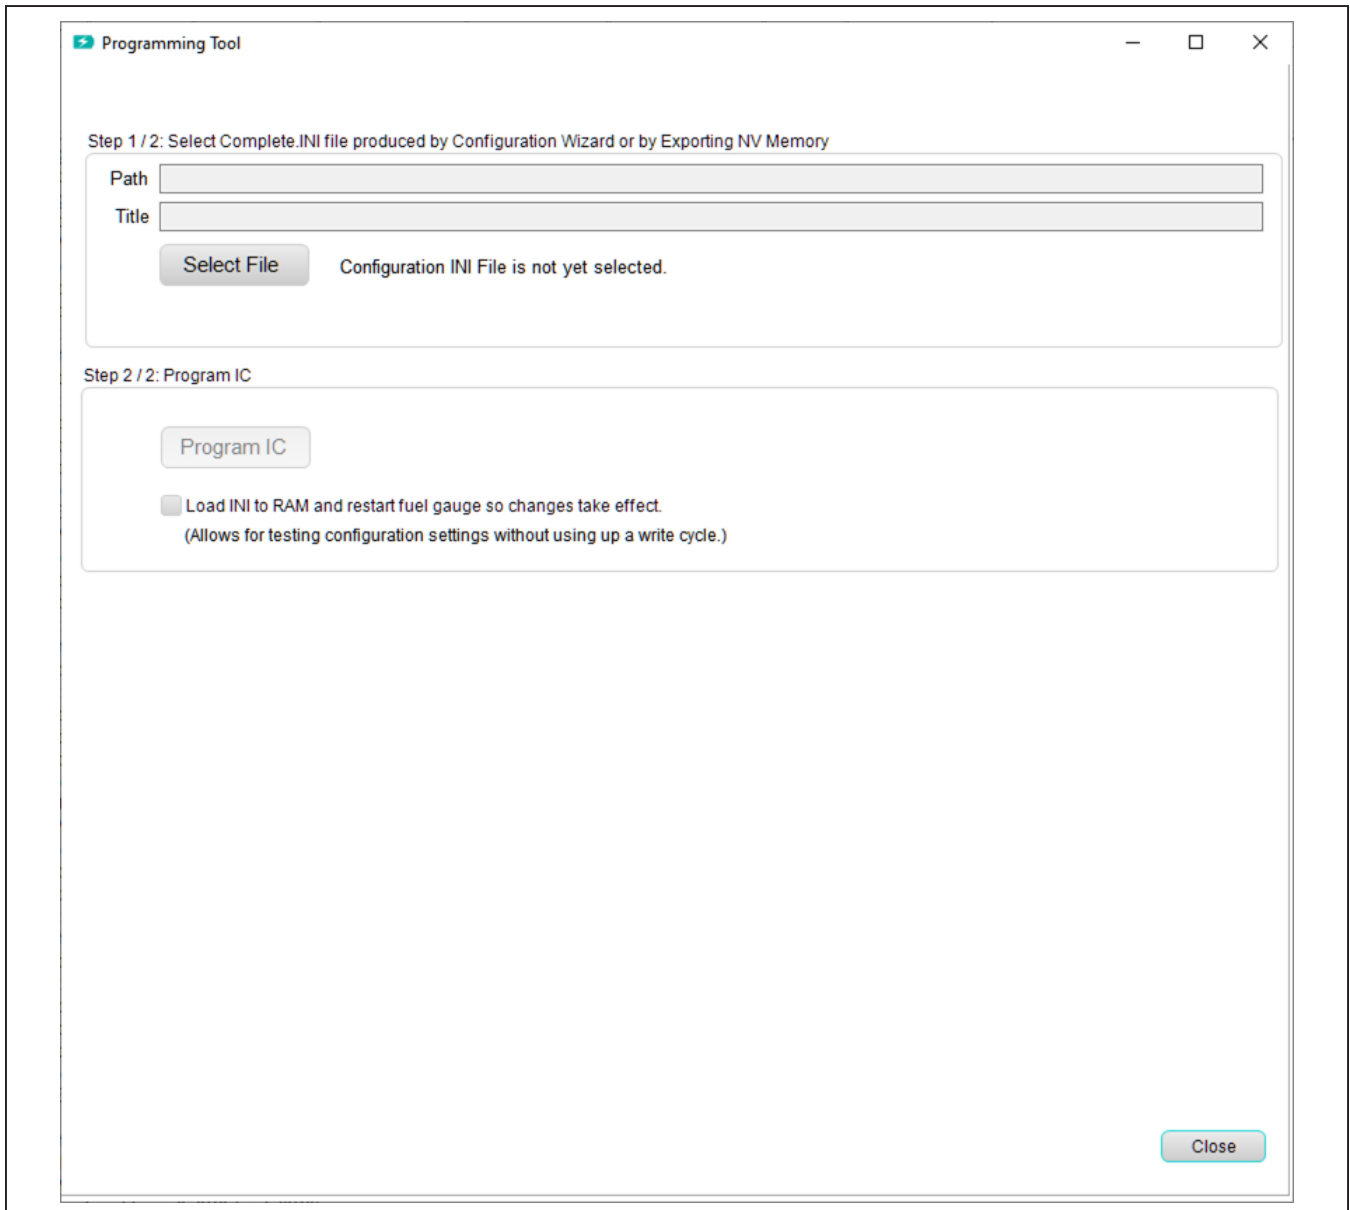 Programming Tool
Step 1 / 2: Select Complete.INI file produced by Configuration Wizard or by Exporting NV Memory
Path
Title
Select File
Configuration INI File is not yet selected.
Step 2 / 2: Program IC
Program IC
Load INI to RAM and restart fuel gauge so changes take effect.
(Allows for testing configuration settings without using up a write cycle.)
Close